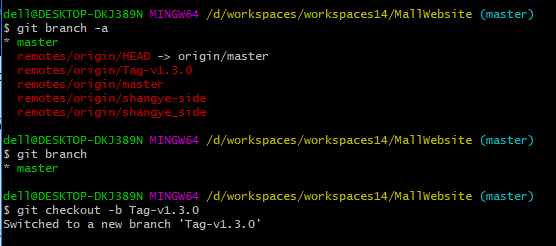 dell@DESKTOP-DKJ389N MINGW64 /d/workspaces/workspaces14/MallWebsite (master)
$ git branch -a
* master
  remotes/origin/HEAD -> origin/master
  remotes/origin/Tag-v1.3.0
  remotes/origin/master
  remotes/origin/shangye-side
  remotes/origin/shangye_side
dell@DESKTOP-DKJ389N MINGW64 /d/workspaces/workspaces14/MallWebsite (master)
$ git branch
* master
dell@DESKTOP-DKJ389N MINGW64 /d/workspaces/workspaces14/MallWebsite (master)
$ git checkout -b Tag-v1.3.0
Switched to a new branch 'Tag-v1.3.0'